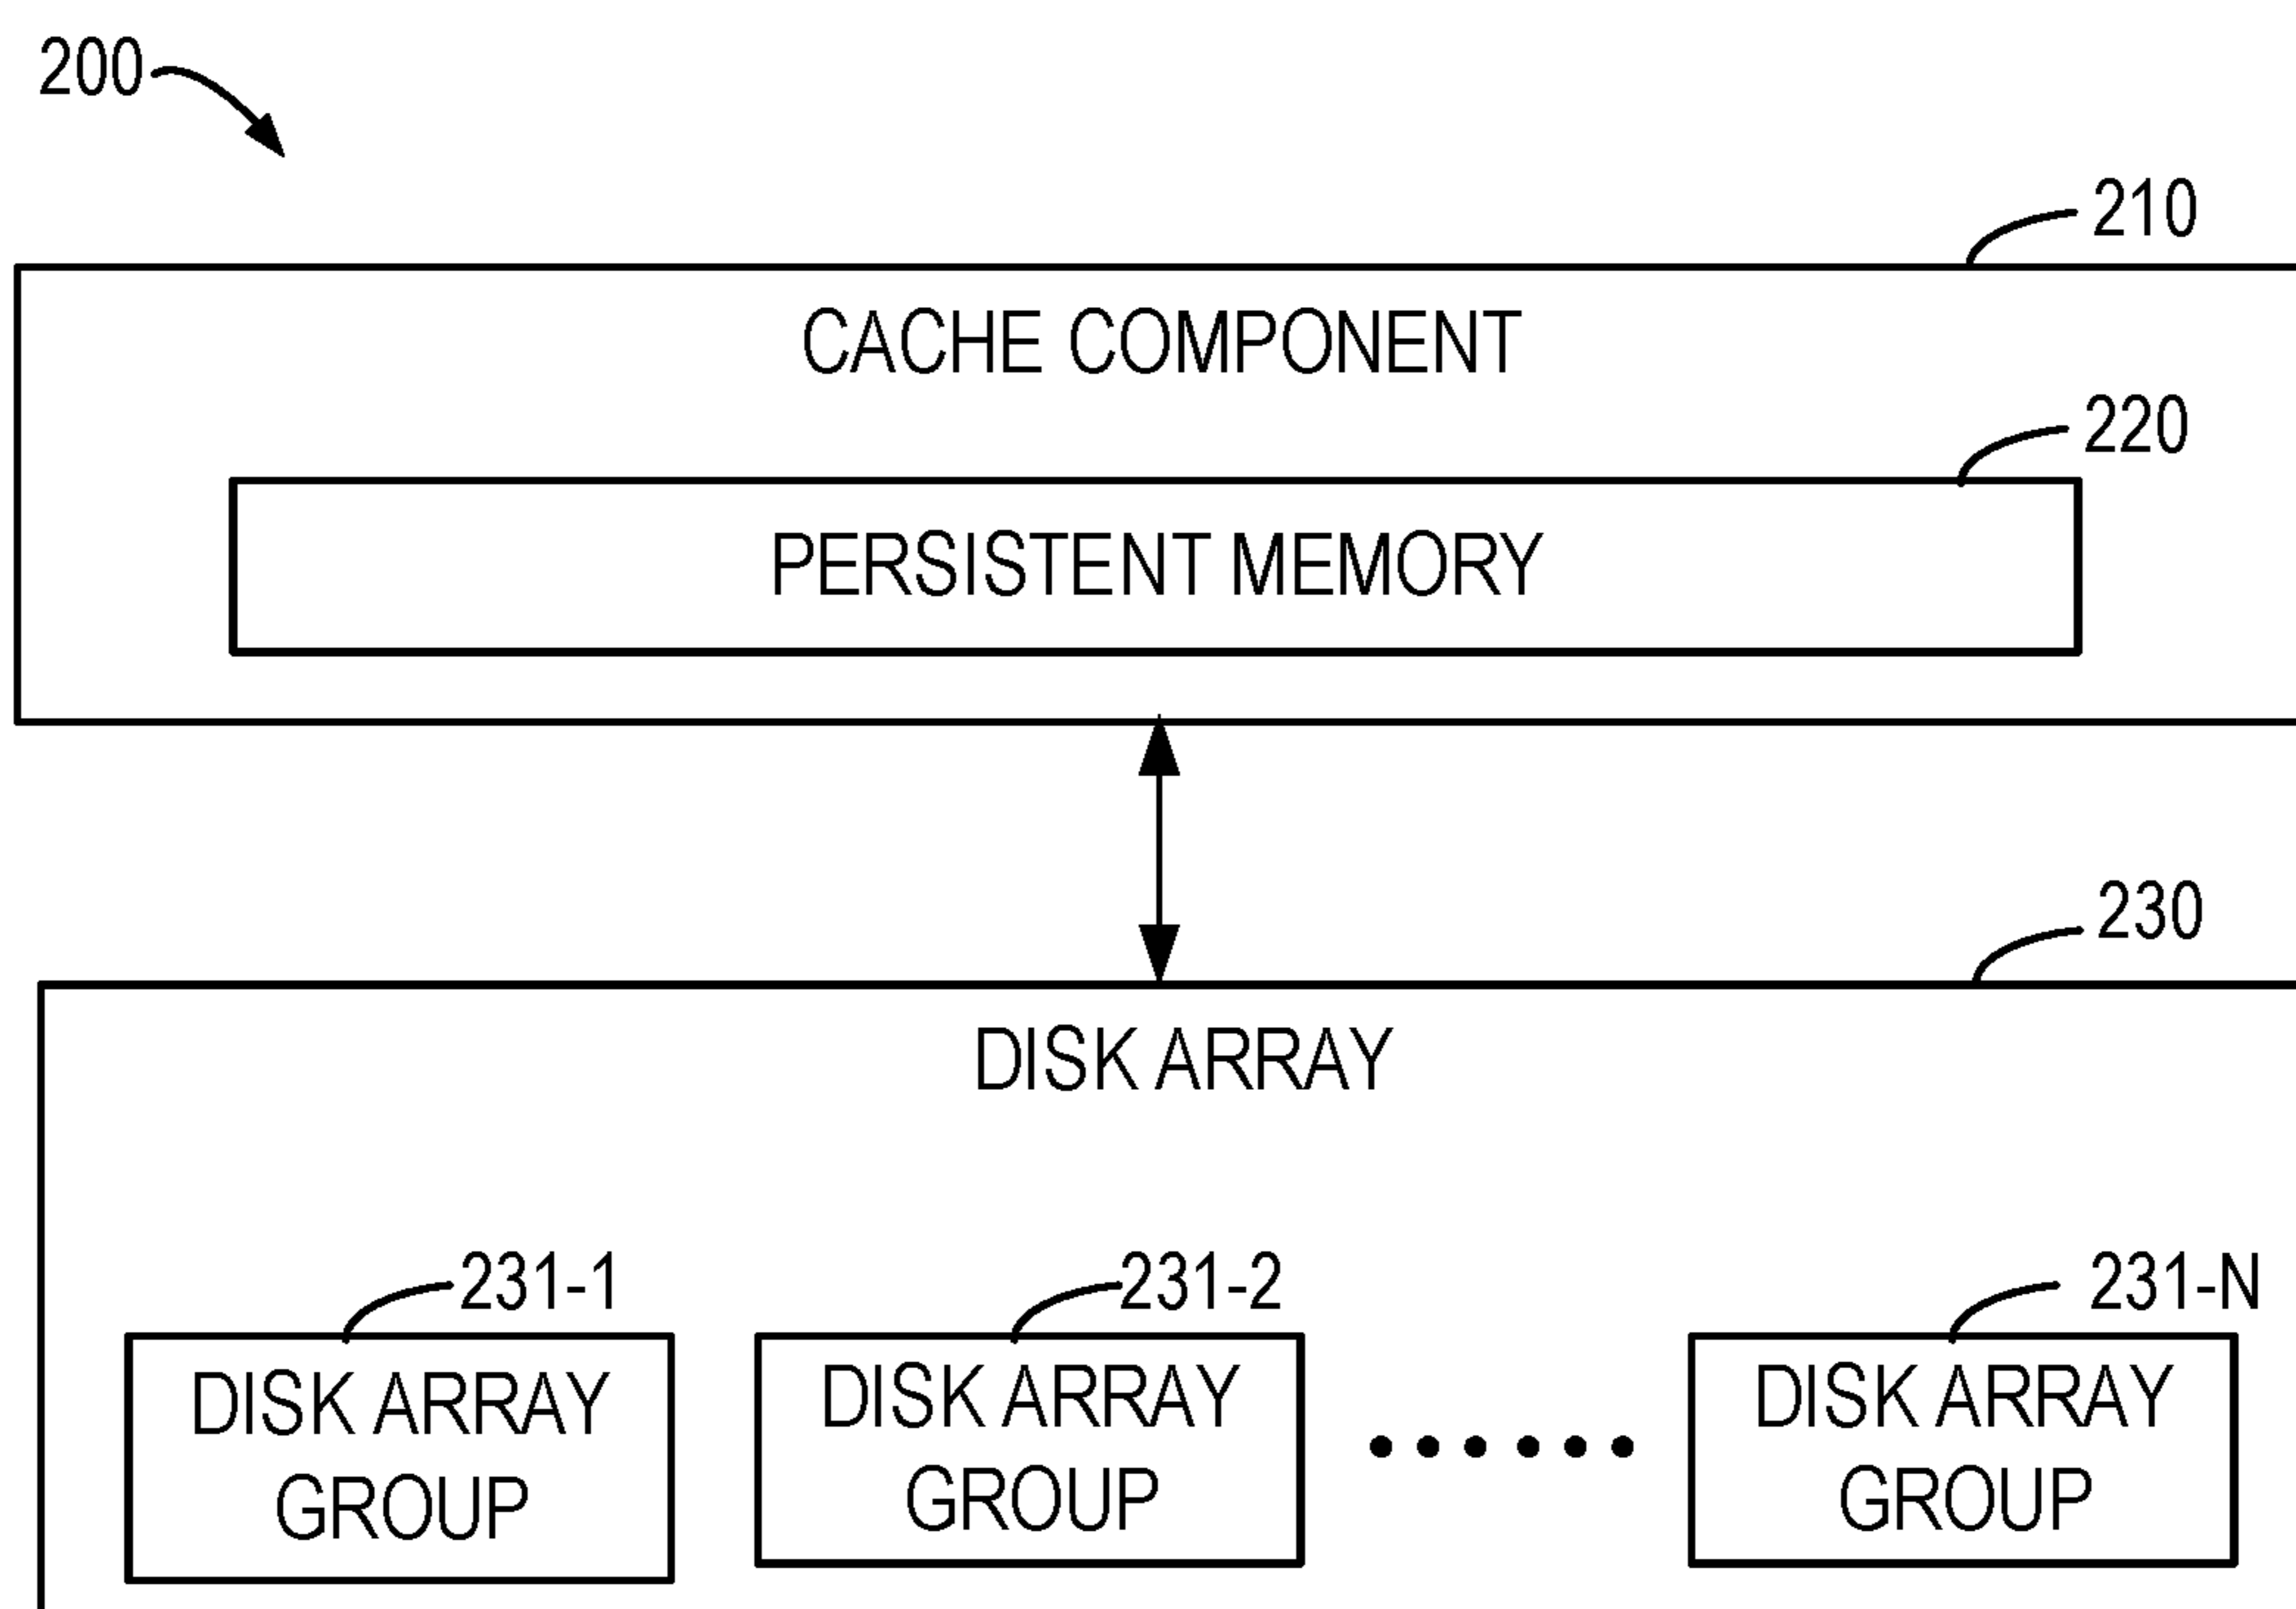 200
210
CACHE COMPONENT
220
PERSISTENT MEMORY
230
DISK ARRAY
231-1
231-2
231-N
DISK ARRAY
GROUP
DISK ARRAY
GROUP
DISK ARRAY
GROUP